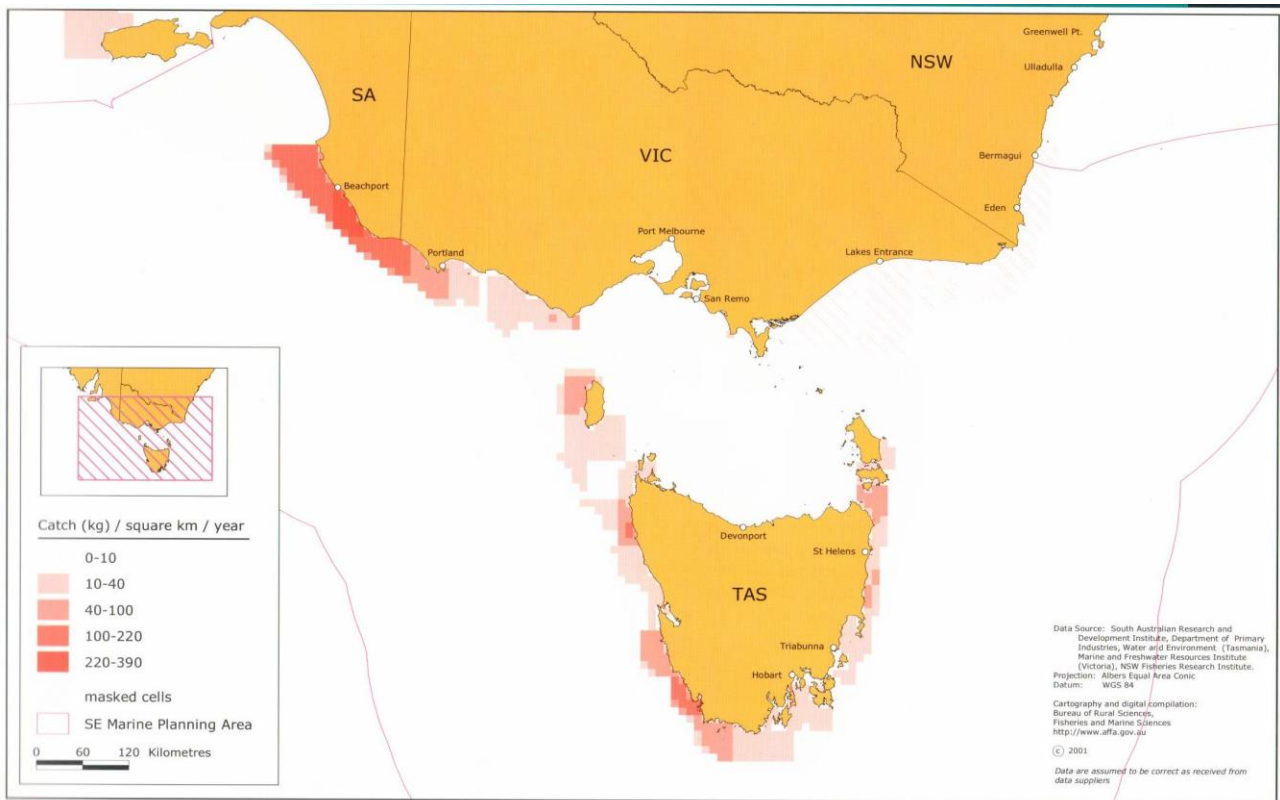 Greenwell Pt.
NSW
Ulladulla
SA
VIC
Bermagui
Beachport
Eden
Port Melbourne
Portland
Lakes Entrance
San Remo
Catch (kg) / square km / year
0-10
10-40
40-100
100-220
220-390
masked cells
SE Marine Planning Area
0 60 120 Kilometres
Devonport
St Helens
TAS
Triabunna
Hobart
Data Source: South Australian Research and
Development Institute, Department of Primary
Industries, Water and Environment (Tasmania),
Marine and Freshwater Resources Institute
(Victoria), NSW Fisheries Research Institute.
Projection: Albers Equal Area Conic
Datum: WGS 84
Cartography and digital compilation:
Bureau of Rural Sciences,
Fisheries and Marine Sciences
http://www.affa.gov.au
© 2001
Data are assumed to be correct as received from
data suppliers